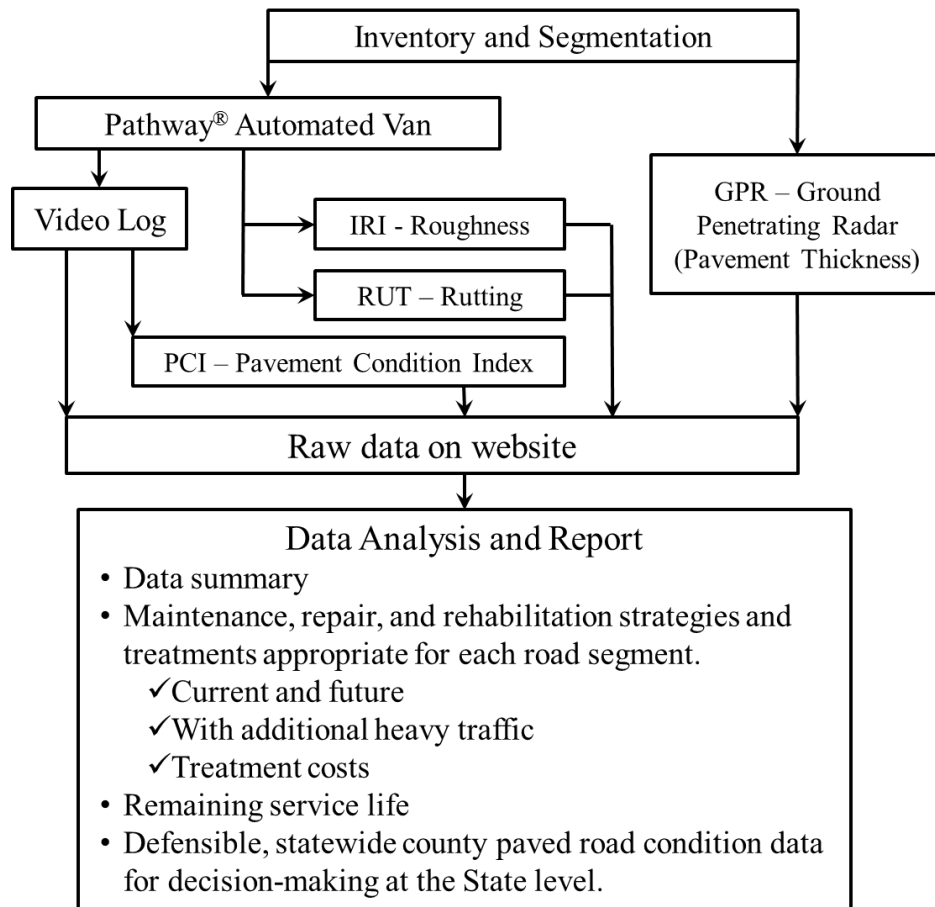 Inventory and Segmentation
Pathway® Automated Van
Video Log
IRI - Roughness
RUT – Rutting
PCI – Pavement Condition Index
GPR – Ground
Penetrating Radar
(Pavement Thickness)
Raw data on website
Data Analysis and Report
• Data summary
• Maintenance, repair, and rehabilitation strategies and
treatments appropriate for each road segment.
✓Current and future
✓With additional heavy traffic
✓Treatment costs
• Remaining service life
• Defensible, statewide county paved road condition data
for decision-making at the State level.